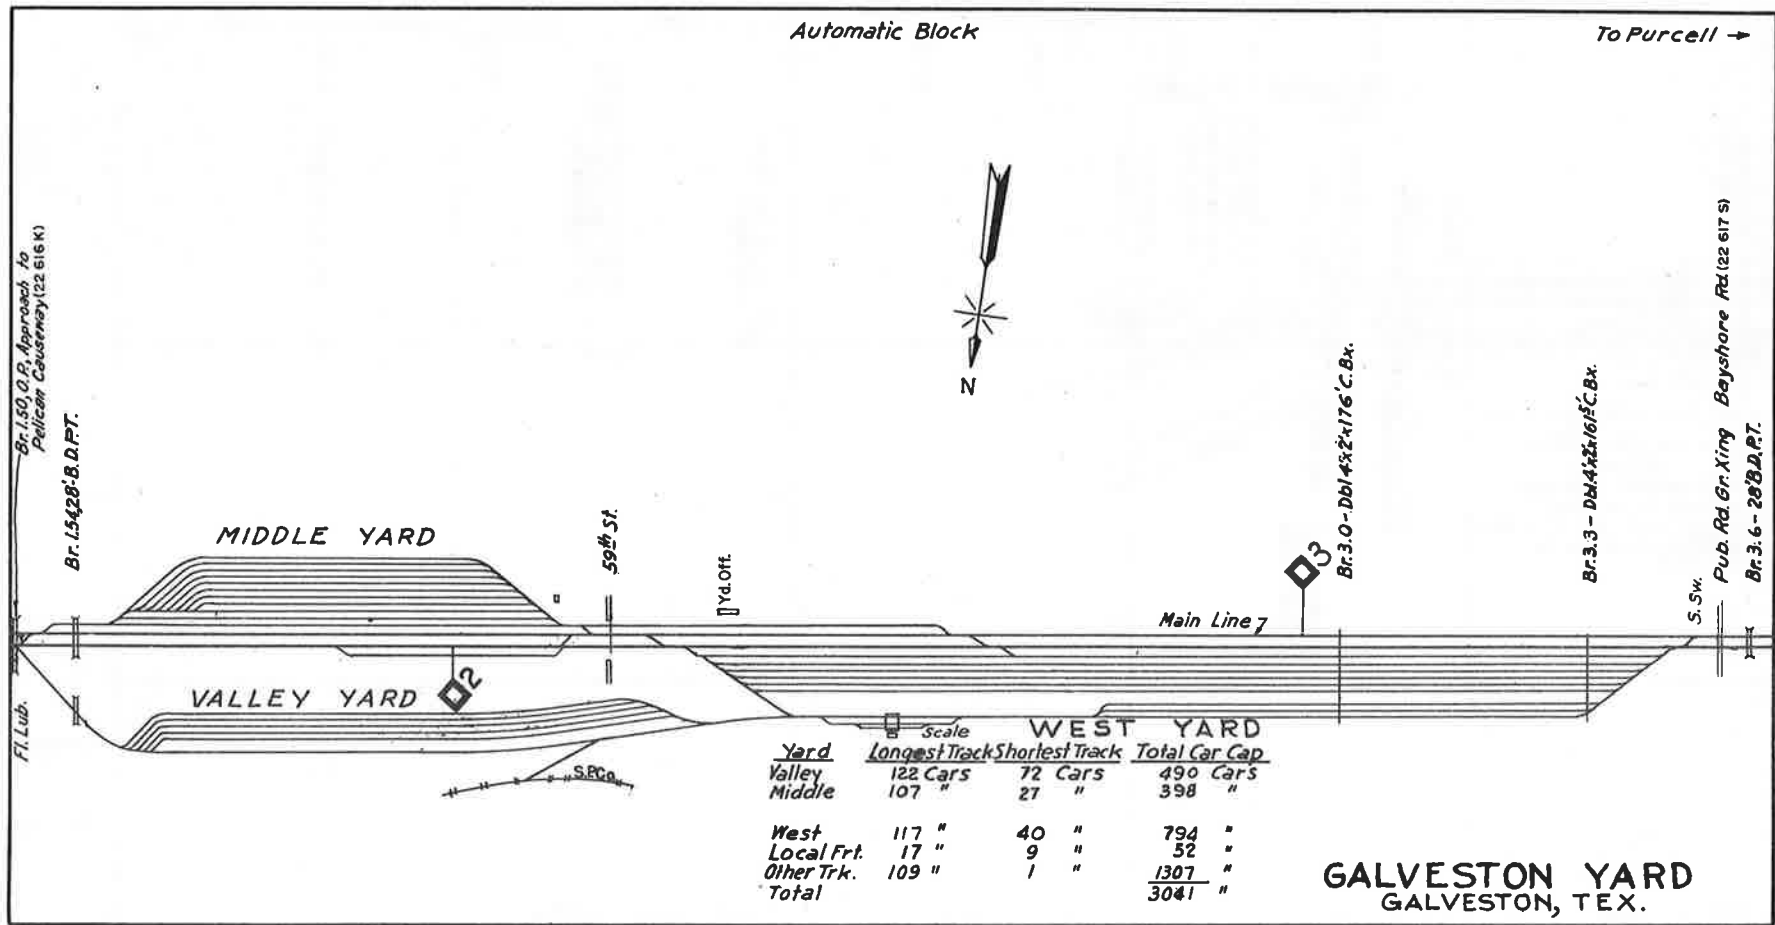 Automatic Block
To Purcell →
Br. 1.50, O.P., Approach to
Pelican Causeway (22 616 K)
Br. 1.54, 28'-B.D.P.T.
MIDDLE YARD
59th St.
Yd. Off.
N
3
Br. 3.0 - Dbl 4'x2'x176' C.Bx.
Br. 3.3 - Dbl 4'x2'x161⁵' C.Bx.
S. Sw.
Pub. Rd. Gr. Xing Bayshore Rd. (22 617 S)
Br. 3.6 - 28' B.D.P.T.
Main Line
VALLEY YARD
2
Fl. Lub.
S.P.Co.
Scale
WEST YARD
Yard Longest Track Shortest Track Total Car Cap
Valley 122 Cars 72 Cars 490 Cars
Middle 107 " 27 " 398 "
West 117 " 40 " 794 "
Local Frt. 17 " 9 " 52 "
Other Trk. 109 " 1 " 1307 "
Total 3041 "
GALVESTON YARD
GALVESTON, TEX.